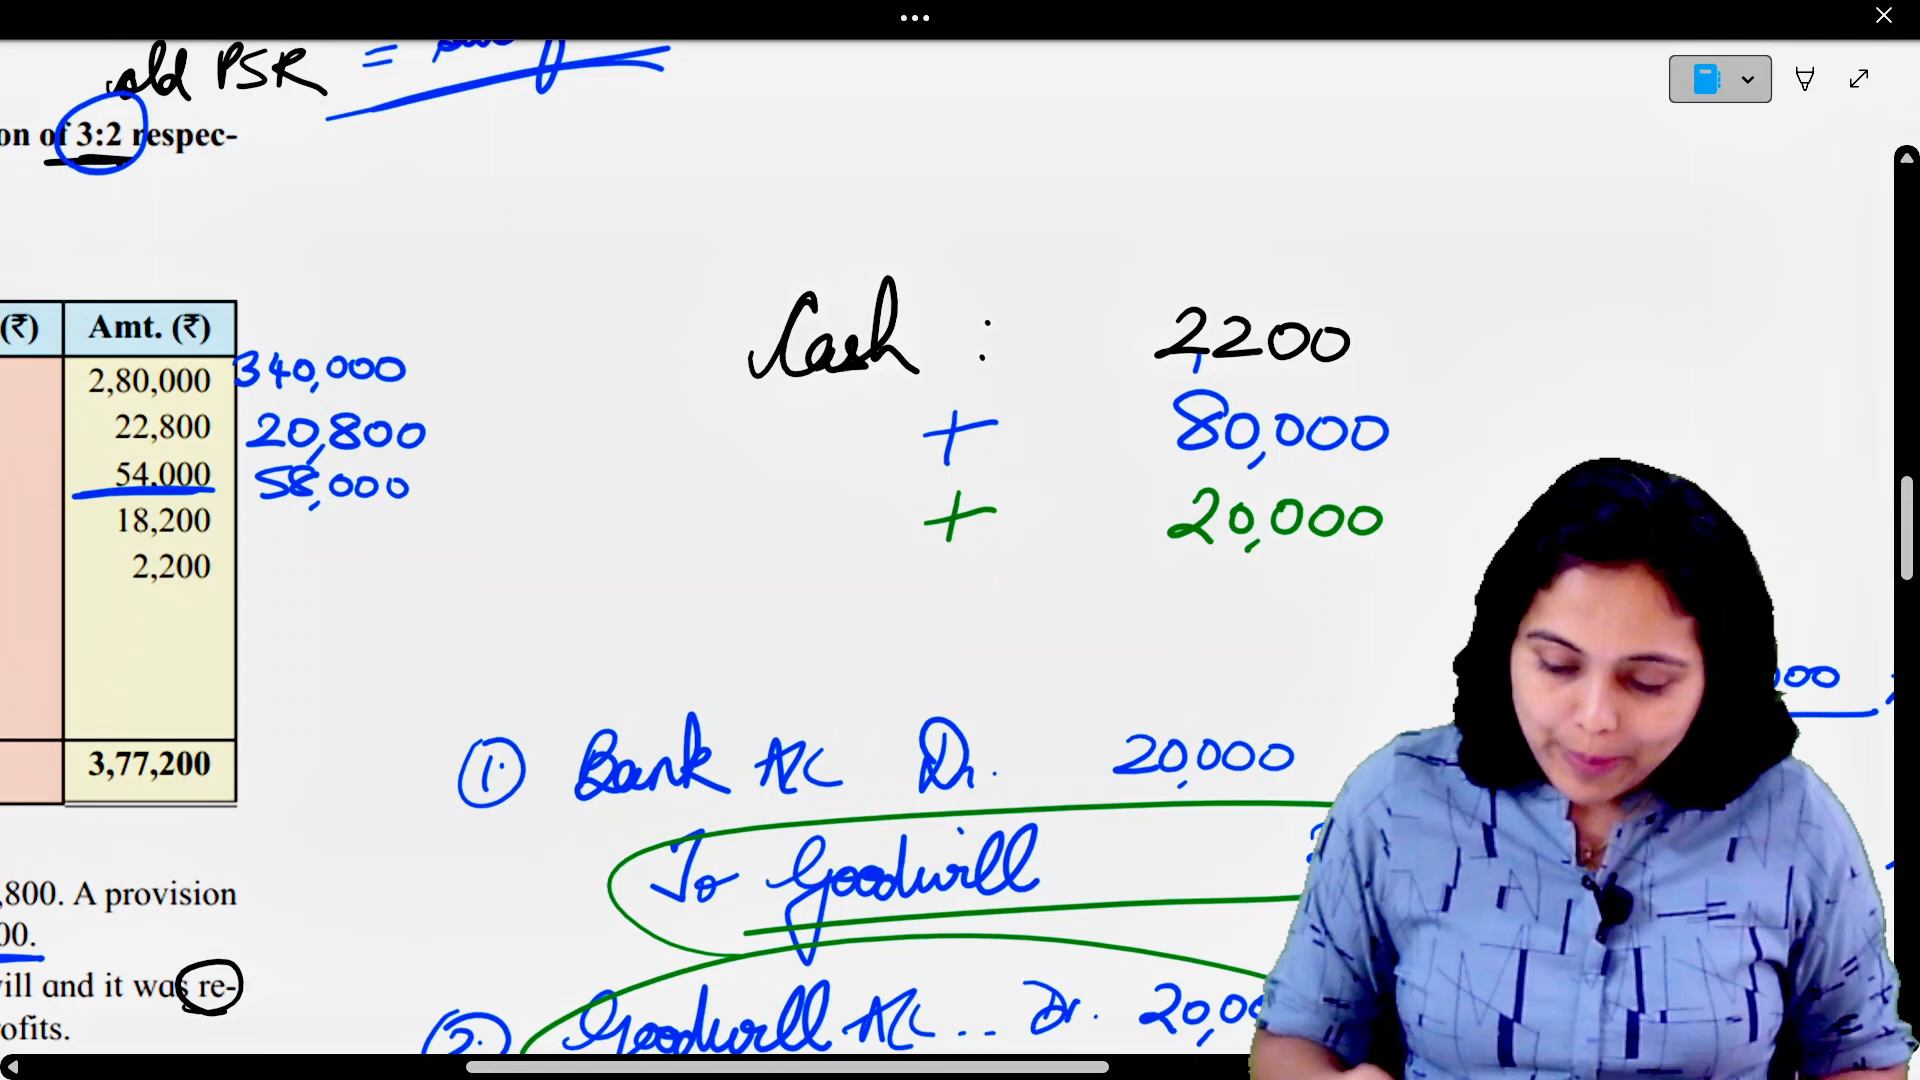 old PSR =
on of 3:2 respec-
(₹) Amt. (₹)
2,80,000 340,000
22,800 20,800
54,000 58,000
18,200
2,200
3,77,200
Cash : 2200
+ 80,000
+ 20,000
① Bank A/C Dr. 20,000
To Goodwill
② Goodwill A/C .. Dr. 20,00
,800. A provision
00.
ill and it was re-
ofits.